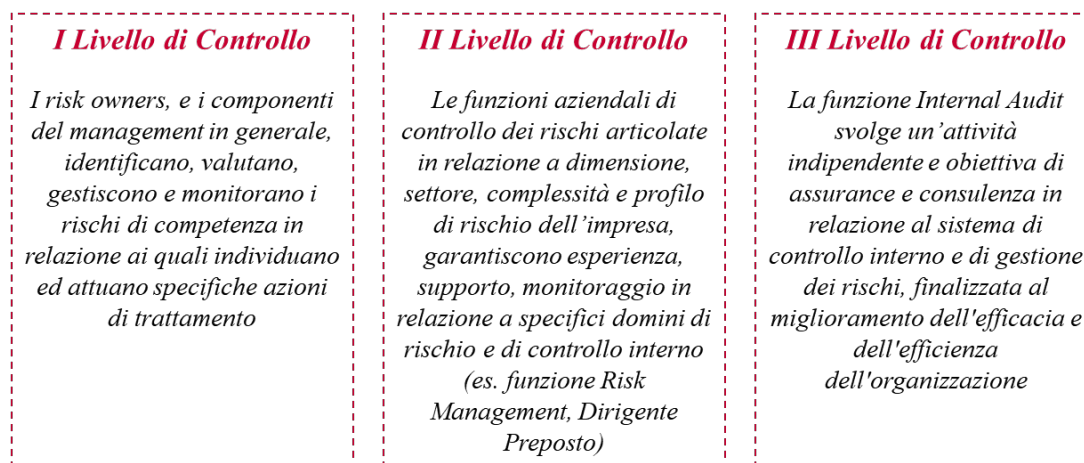 I Livello di Controllo
I risk owners, e i componenti
del management in generale,
identificano, valutano,
gestiscono e monitorano i
rischi di competenza in
relazione ai quali individuano
ed attuano specifiche azioni
di trattamento
II Livello di Controllo
Le funzioni aziendali di
controllo dei rischi articolate
in relazione a dimensione,
settore, complessità e profilo
di rischio dell’impresa,
garantiscono esperienza,
supporto, monitoraggio in
relazione a specifici domini di
rischio e di controllo interno
(es. funzione Risk
Management, Dirigente
Preposto)
III Livello di Controllo
La funzione Internal Audit
svolge un’attività
indipendente e obiettiva di
assurance e consulenza in
relazione al sistema di
controllo interno e di gestione
dei rischi, finalizzata al
miglioramento dell'efficacia e
dell'efficienza
dell'organizzazione